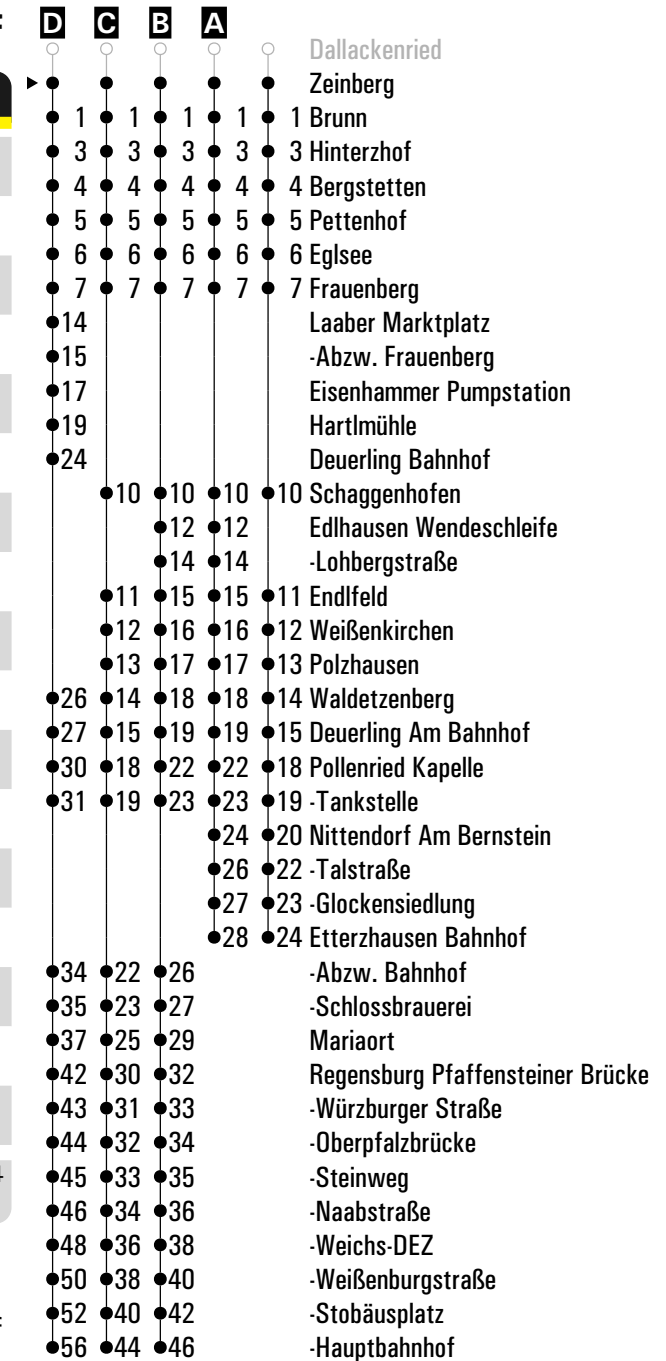 D C B A
Dallackenried
Zeinberg
1 1 1 1 1 Brunn
3 3 3 3 3 Hinterzhof
4 4 4 4 4 Bergstetten
5 5 5 5 5 Pettenhof
6 6 6 6 6 Eglsee
7 7 7 7 7 Frauenberg
14 Laaber Marktplatz
15 -Abzw. Frauenberg
17 Eisenhammer Pumpstation
19 Hartlmühle
24 Deuerling Bahnhof
10 10 10 10 Schaggenhofen
12 12 Edlhausen Wendeschleife
14 14 -Lohbergstraße
11 15 15 11 Endlfeld
12 16 16 12 Weißenkirchen
13 17 17 13 Polzhausen
26 14 18 18 14 Waldetzenberg
27 15 19 19 15 Deuerling Am Bahnhof
30 18 22 22 18 Pollenried Kapelle
31 19 23 23 19 -Tankstelle
24 20 Nittendorf Am Bernstein
26 22 -Talstraße
27 23 -Glockensiedlung
28 24 Etterzhausen Bahnhof
34 22 26 -Abzw. Bahnhof
35 23 27 -Schlossbrauerei
37 25 29 Mariaort
42 30 32 Regensburg Pfaffensteiner Brücke
43 31 33 -Würzburger Straße
44 32 34 -Oberpfalzbrücke
45 33 35 -Steinweg
46 34 36 -Naabstraße
48 36 38 -Weichs-DEZ
50 38 40 -Weißenburgstraße
52 40 42 -Stobäusplatz
56 44 46 -Hauptbahnhof